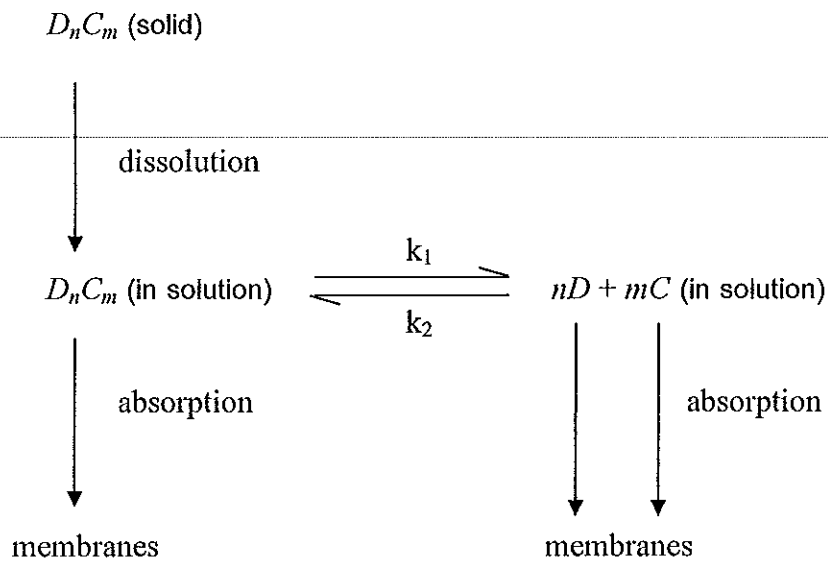 DₙCₘ (solid)
dissolution
k₁
DₙCₘ (in solution)
nD + mC (in solution)
k₂
absorption
absorption
membranes
membranes